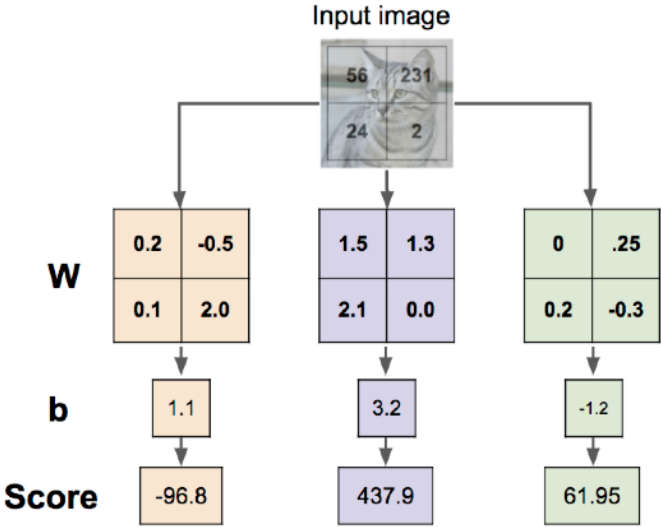 Input image
56 231
24 2
W
0.2 -0.5 1.5 1.3 0 .25
0.1 2.0 2.1 0.0 0.2 -0.3
b 1.1 3.2 -1.2
Score -96.8 437.9 61.95